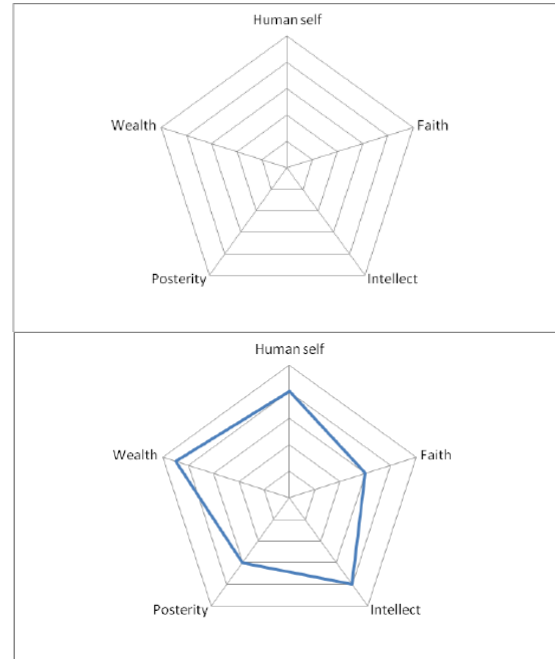 Human self
Wealth
Faith
Posterity
Intellect
Human self
Wealth
Faith
Posterity
Intellect